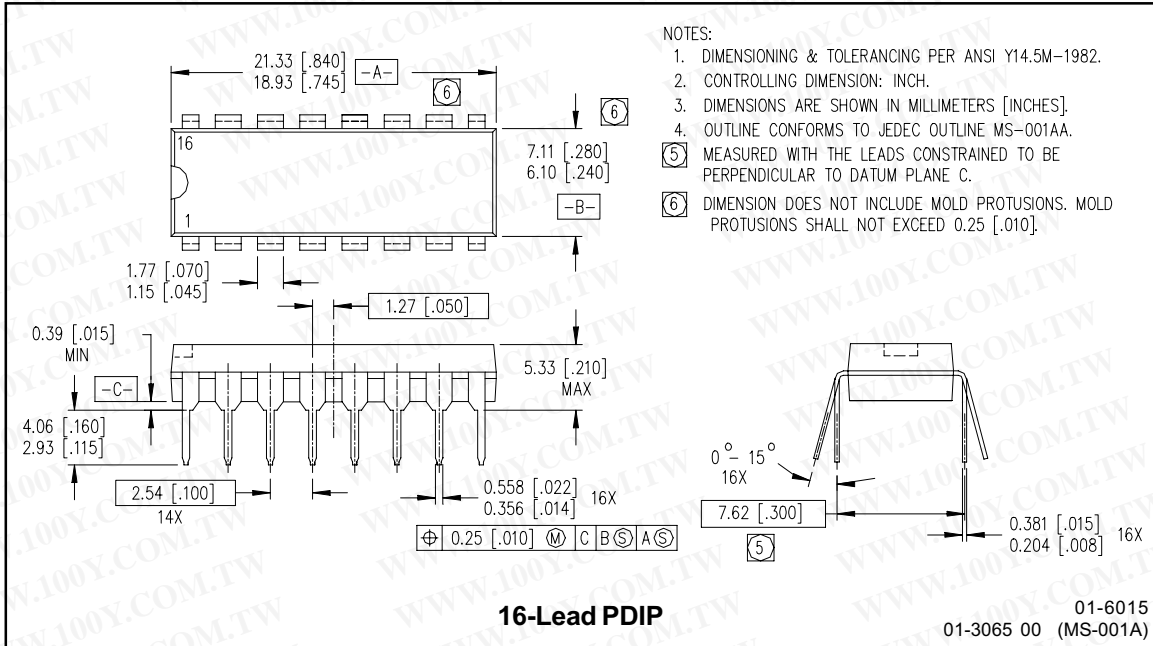 21.33 [.840]
18.93 [.745]
-A-
6
6
16
1
7.11 [.280]
6.10 [.240]
-B-
NOTES:
1. DIMENSIONING & TOLERANCING PER ANSI Y14.5M-1982.
2. CONTROLLING DIMENSION: INCH.
3. DIMENSIONS ARE SHOWN IN MILLIMETERS [INCHES].
4. OUTLINE CONFORMS TO JEDEC OUTLINE MS-001AA.
5 MEASURED WITH THE LEADS CONSTRAINED TO BE
PERPENDICULAR TO DATUM PLANE C.
6 DIMENSION DOES NOT INCLUDE MOLD PROTUSIONS. MOLD
PROTUSIONS SHALL NOT EXCEED 0.25 [.010].
1.77 [.070]
1.15 [.045]
1.27 [.050]
0.39 [.015]
MIN
-C-
5.33 [.210]
MAX
4.06 [.160]
2.93 [.115]
2.54 [.100]
14X
0.558 [.022]
0.356 [.014]
16X
⌖ 0.25 [.010] Ⓜ C BⓈ AⓈ
0° - 15°
16X
7.62 [.300]
5
0.381 [.015]
0.204 [.008]
16X
16-Lead PDIP
01-6015
01-3065 00 (MS-001A)
WWW.100Y.COM.TW